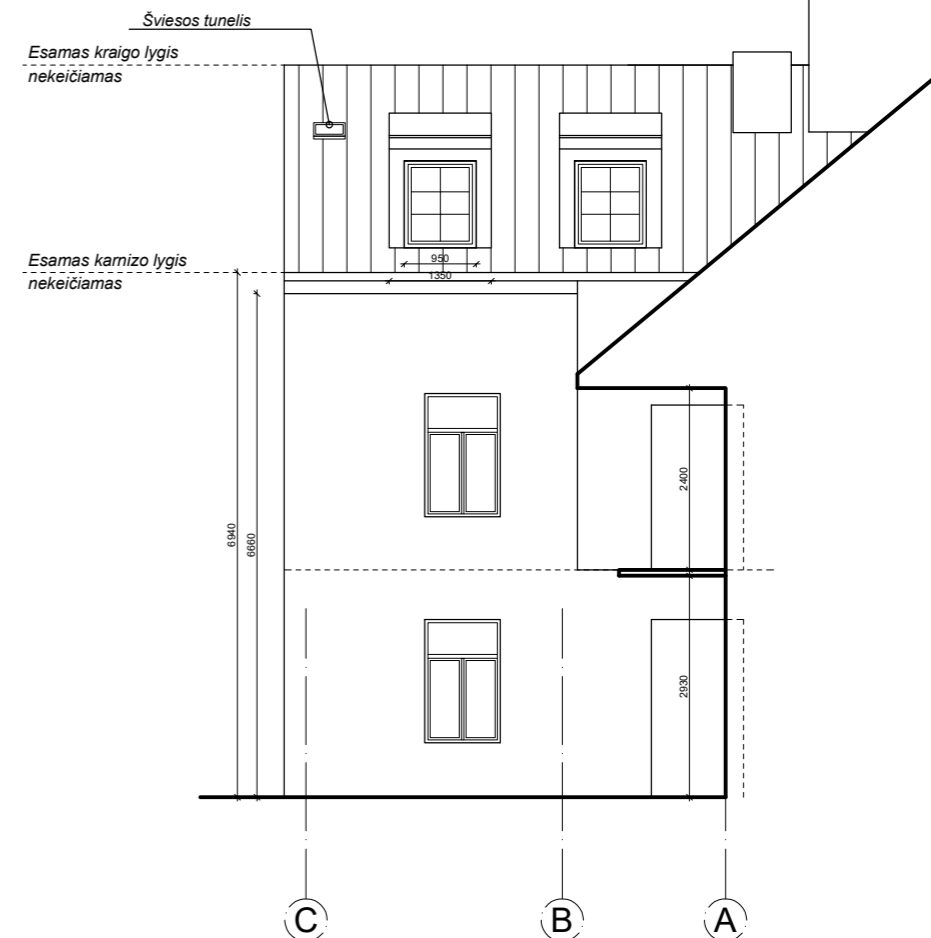 Šviesos tunelis
Esamas kraigo lygis
nekeičiamas
Esamas karnizo lygis
nekeičiamas
950
1350
2400
6940
6660
2930
C
B
A